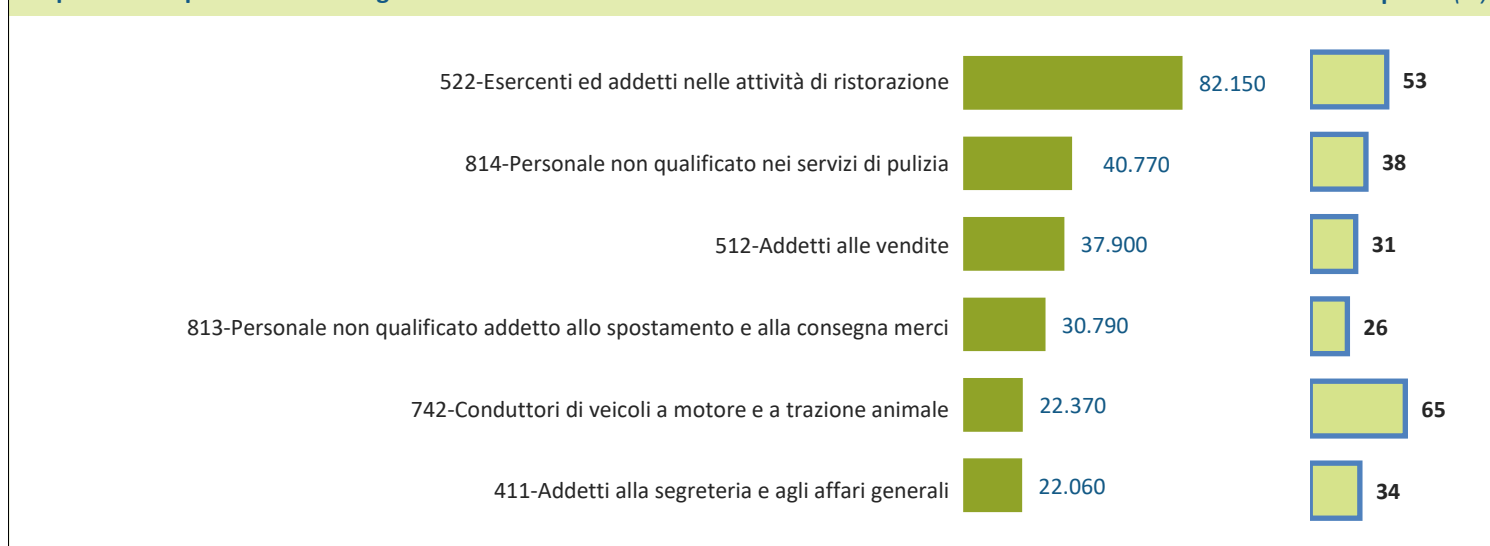 522-Esercenti ed addetti nelle attività di ristorazione 82.150 53
814-Personale non qualificato nei servizi di pulizia 40.770 38
512-Addetti alle vendite 37.900 31
813-Personale non qualificato addetto allo spostamento e alla consegna merci 30.790 26
742-Conduttori di veicoli a motore e a trazione animale 22.370 65
411-Addetti alla segreteria e agli affari generali 22.060 34